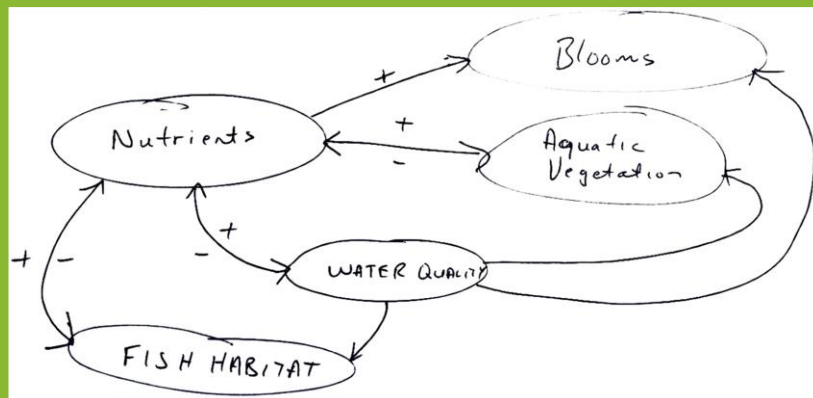 Blooms
+
Nutrients
+
-
Aquatic
Vegetation
+
-
+ -
WATER QUALITY
FISH HABITAT